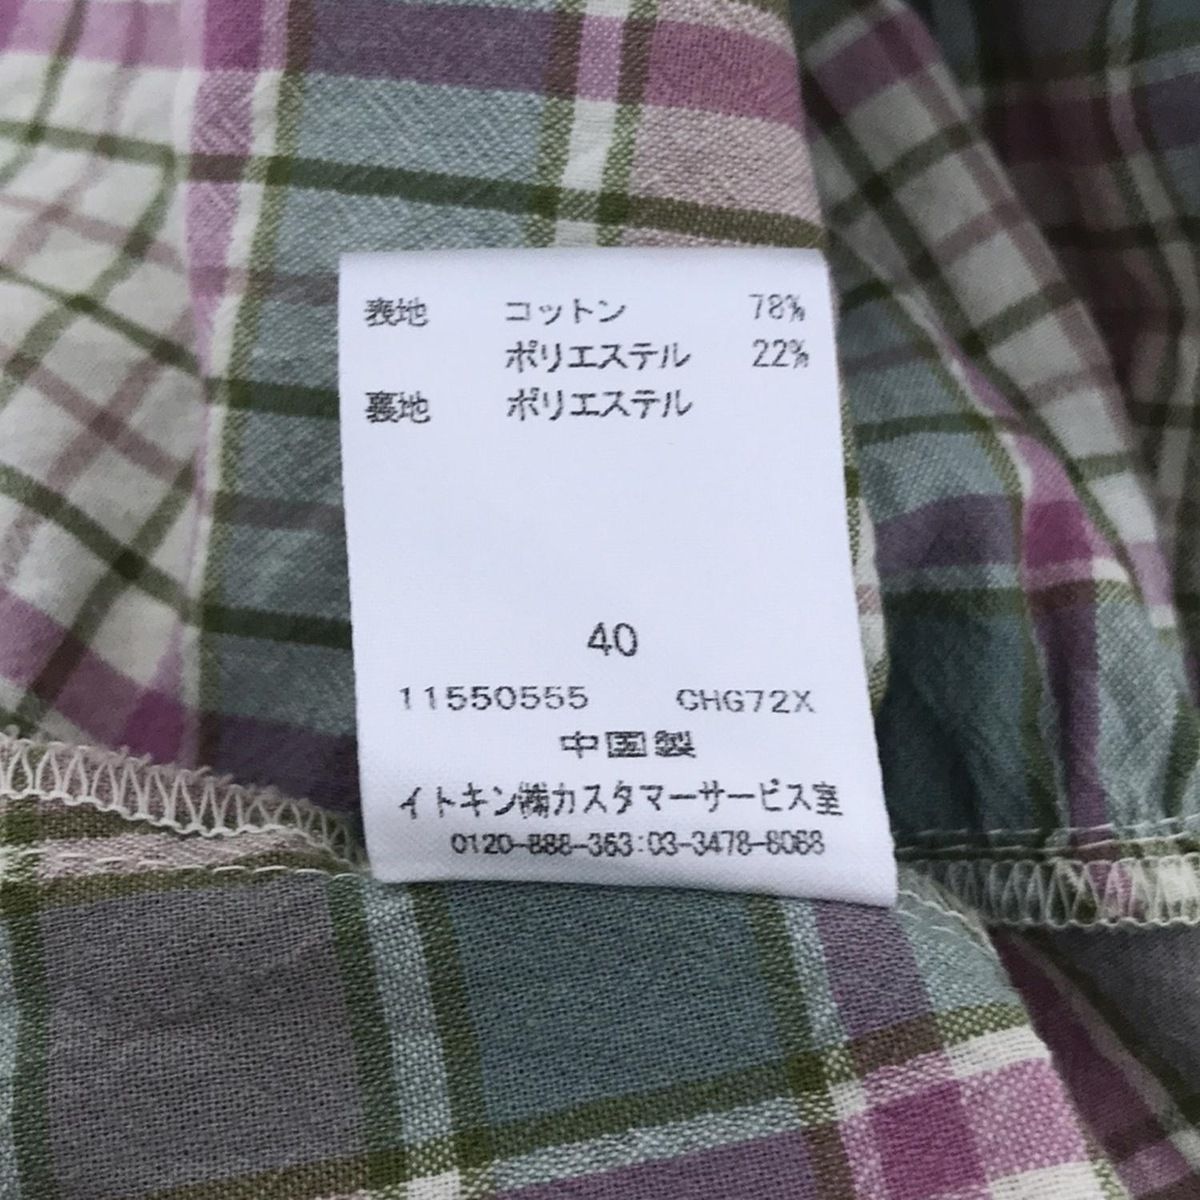 表地 コットン 78%
ポリエステル 22%
裏地 ポリエステル
40
11550555 CHG72X
中国製
イトキン㈱カスタマーサービス室
0120-888-363:03-3478-8068